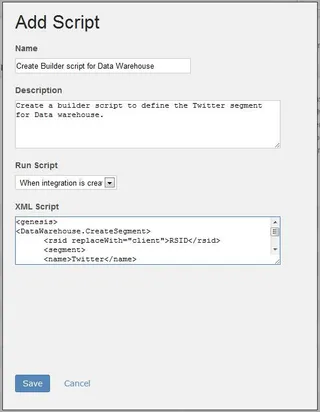 Add Script
Name
Create Builder script for Data Warehouse
Description
Create a builder script to define the Twitter segment
for Data warehouse.
Run Script
When integration is crea
XML Script
<genesis>
<DataWarehouse.CreateSegment>
<rsid replaceWith="client">RSID</rsid>
<segment>
<name>Twitter</name>
Save
Cancel